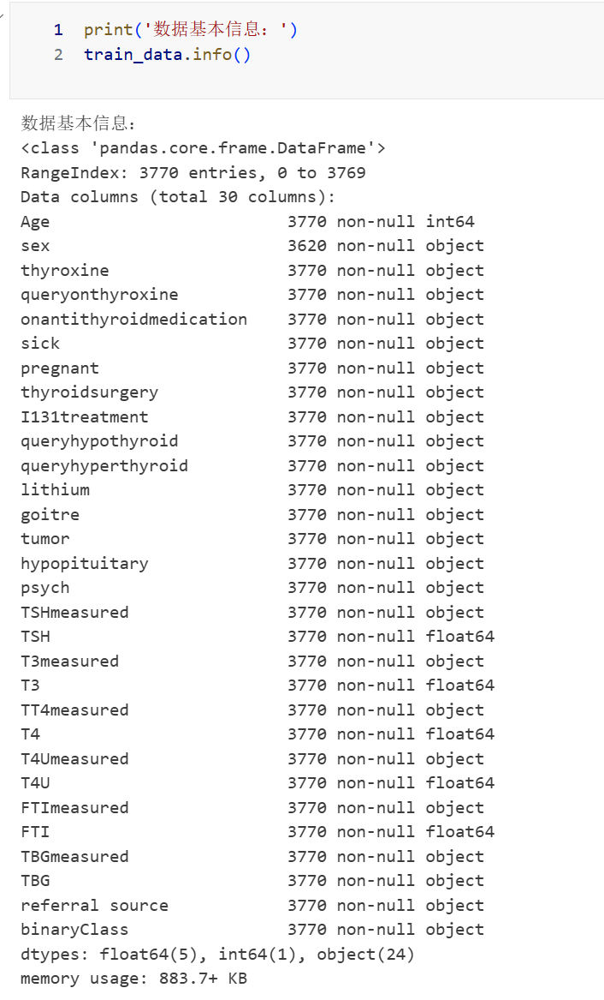 1 print('数据基本信息：')
2 train_data.info()
数据基本信息：
<class 'pandas.core.frame.DataFrame'>
RangeIndex: 3770 entries, 0 to 3769
Data columns (total 30 columns):
Age                           3770 non-null int64
sex                           3620 non-null object
thyroxine                     3770 non-null object
queryonthyroxine              3770 non-null object
onantithyroidmedication       3770 non-null object
sick                          3770 non-null object
pregnant                      3770 non-null object
thyroidsurgery                3770 non-null object
I131treatment                 3770 non-null object
queryhypothyroid              3770 non-null object
queryhyperthyroid             3770 non-null object
lithium                       3770 non-null object
goitre                        3770 non-null object
tumor                         3770 non-null object
hypopituitary                 3770 non-null object
psych                         3770 non-null object
TSHmeasured                   3770 non-null object
TSH                           3770 non-null float64
T3measured                    3770 non-null object
T3                            3770 non-null float64
TT4measured                   3770 non-null object
T4                            3770 non-null float64
T4Umeasured                   3770 non-null object
T4U                           3770 non-null float64
FTImeasured                   3770 non-null object
FTI                           3770 non-null float64
TBGmeasured                   3770 non-null object
TBG                           3770 non-null object
referral source               3770 non-null object
binaryClass                   3770 non-null object
dtypes: float64(5), int64(1), object(24)
memory usage: 883.7+ KB